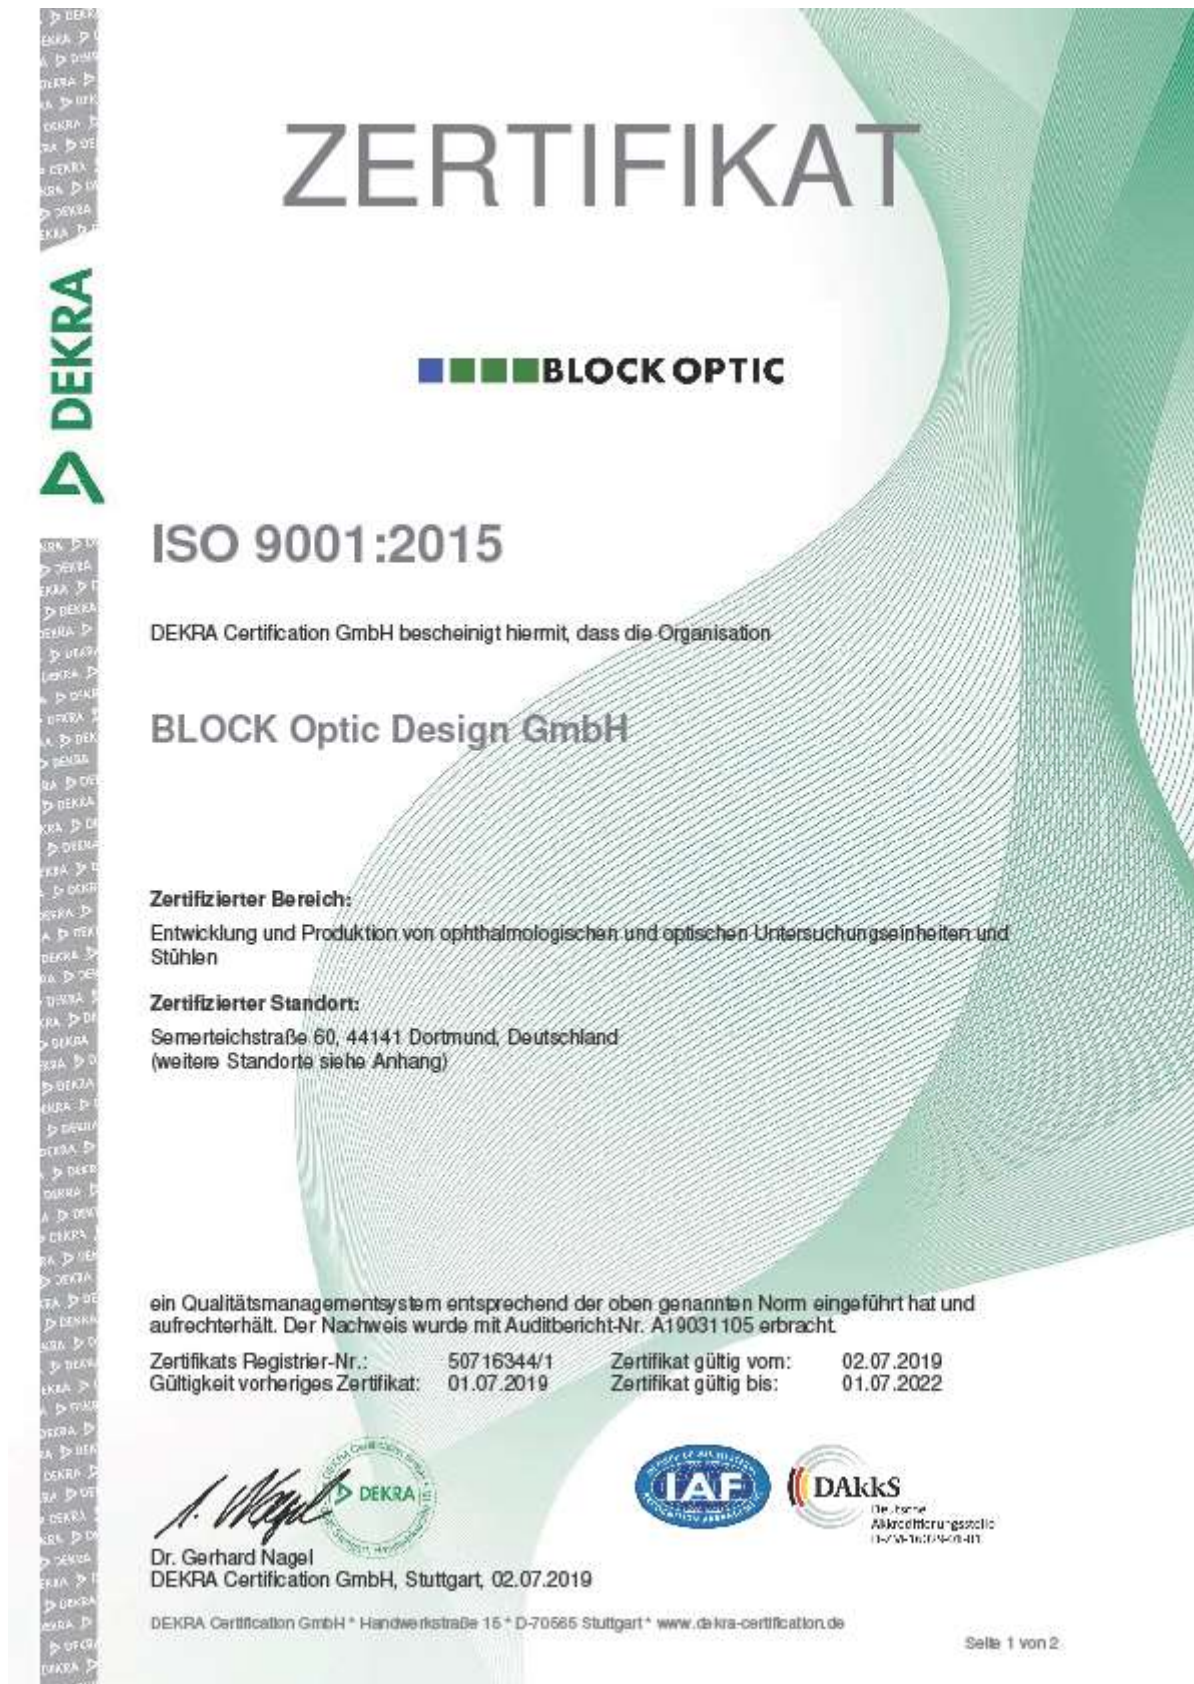 ZERTIFIKAT
DEKRA
BLOCK OPTIC
ISO 9001:2015
DEKRA Certification GmbH bescheinigt hiermit, dass die Organisation
BLOCK Optic Design GmbH
Zertifizierter Bereich:
Entwicklung und Produktion von ophthalmologischen und optischen Untersuchungseinheiten und
Stühlen
Zertifizierter Standort:
Semerteichstraße 60, 44141 Dortmund, Deutschland
(weitere Standorte siehe Anhang)
ein Qualitätsmanagementsystem entsprechend der oben genannten Norm eingeführt hat und
aufrechterhält. Der Nachweis wurde mit Auditbericht-Nr. A19031105 erbracht.
Zertifikats Registrier-Nr.: 50716344/1 Zertifikat gültig vom: 02.07.2019
Gültigkeit vorheriges Zertifikat: 01.07.2019 Zertifikat gültig bis: 01.07.2022
DEKRA
IAF
DAkkS
Deutsche
Akkreditierungsstelle
D-ZM-16029-01-01
Dr. Gerhard Nagel
DEKRA Certification GmbH, Stuttgart, 02.07.2019
DEKRA Certification GmbH * Handwerkstraße 15 * D-70565 Stuttgart * www.dekra-certification.de
Seite 1 von 2